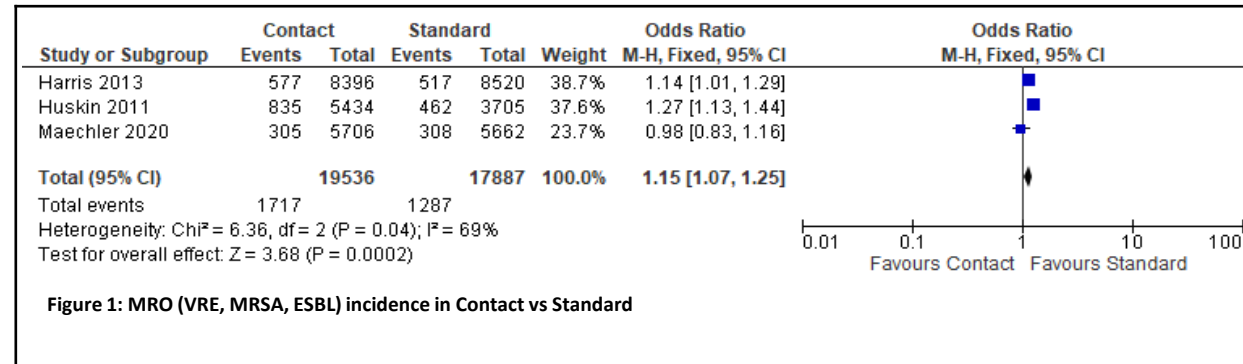 Contact Standard Odds Ratio Odds Ratio
Study or Subgroup Events Total Events Total Weight M-H, Fixed, 95% CI M-H, Fixed, 95% CI
Harris 2013 577 8396 517 8520 38.7% 1.14 [1.01, 1.29]
Huskin 2011 835 5434 462 3705 37.6% 1.27 [1.13, 1.44]
Maechler 2020 305 5706 308 5662 23.7% 0.98 [0.83, 1.16]
Total (95% CI) 19536 17887 100.0% 1.15 [1.07, 1.25]
Total events 1717 1287
Heterogeneity: Chi² = 6.36, df = 2 (P = 0.04); I² = 69%
Test for overall effect: Z = 3.68 (P = 0.0002)
0.01 0.1 1 10 100
Favours Contact Favours Standard
Figure 1: MRO (VRE, MRSA, ESBL) incidence in Contact vs Standard